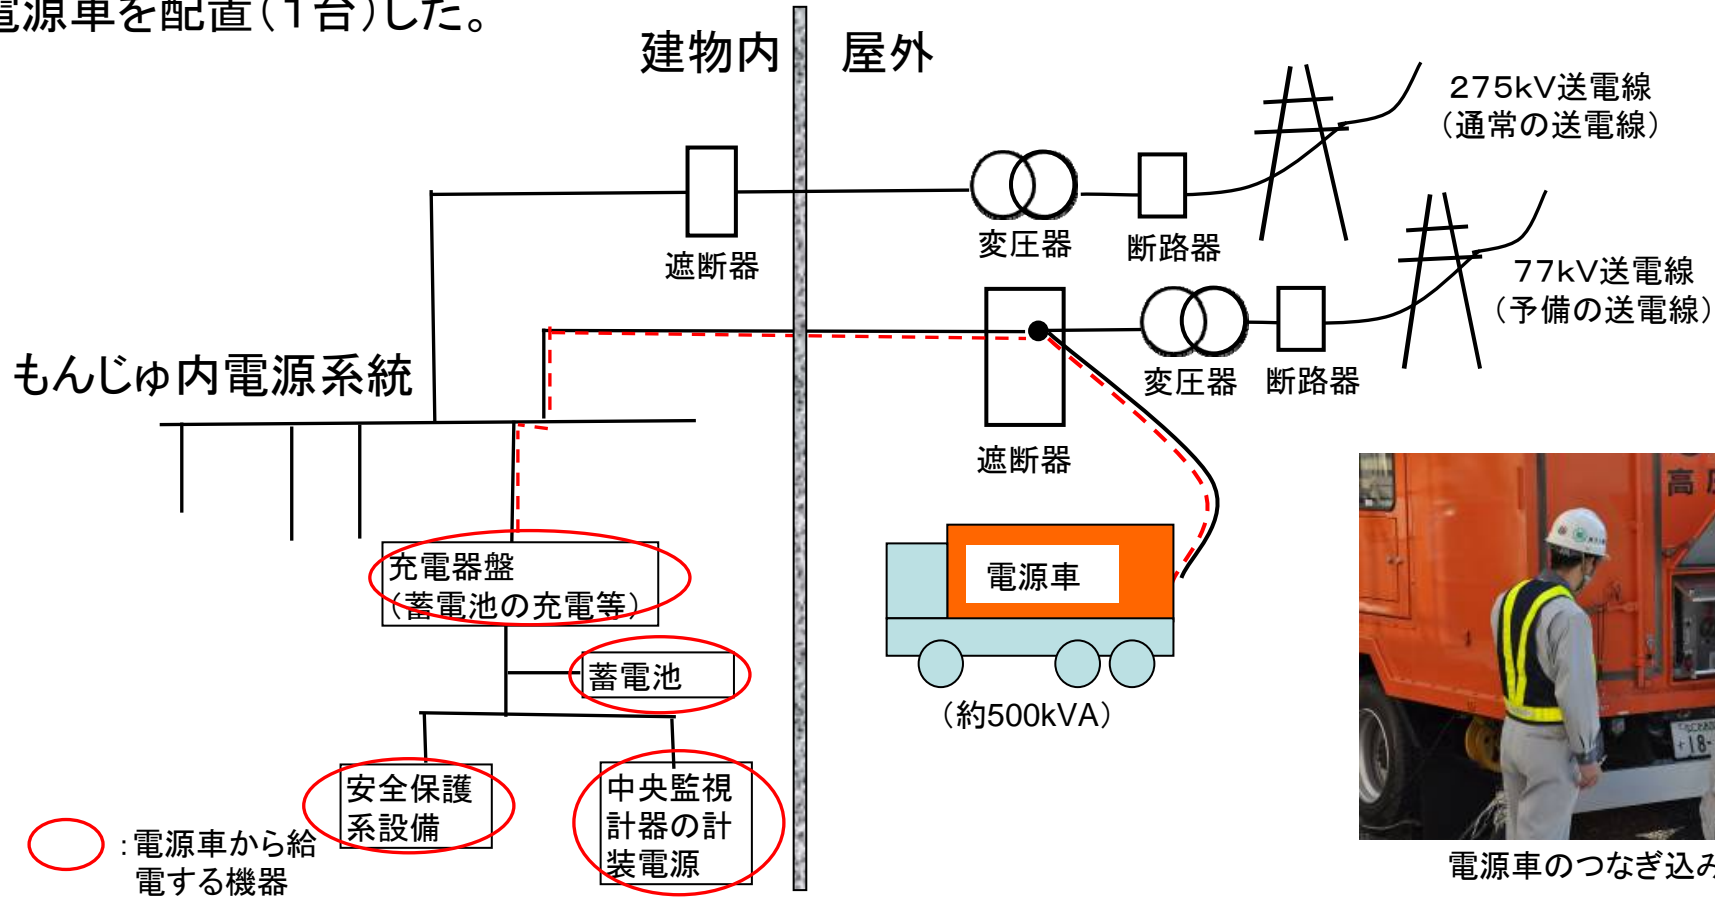 電源車を配置(1台)した。
建物内
屋外
275kV送電線
(通常の送電線)
変圧器
断路器
遮断器
77kV送電線
(予備の送電線)
変圧器
断路器
遮断器
もんじゅ内電源系統
充電器盤
(蓄電池の充電等)
電源車
蓄電池
(約500kVA)
安全保護
系設備
中央監視
計器の計
装電源
:電源車から給
電する機器
高
電源車のつなぎ込み